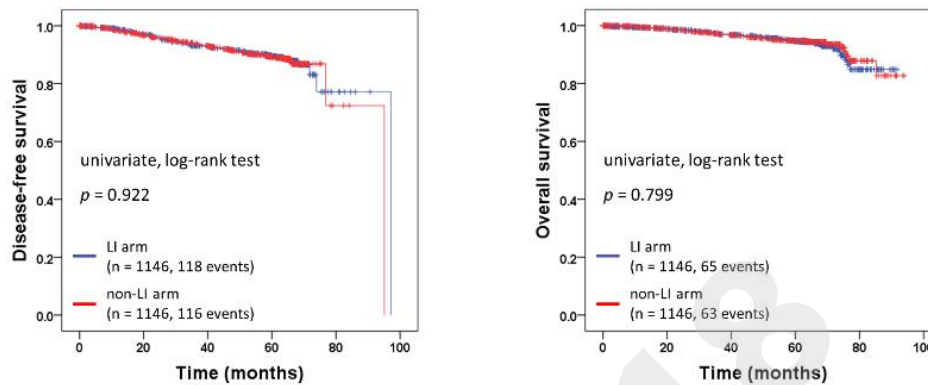 1.0
0.8
0.6
0.4
0.2
0.0
Disease-free survival
univariate, log-rank test
p = 0.922
LI arm
(n = 1146, 118 events)
non-LI arm
(n = 1146, 116 events)
0 20 40 60 80 100
Time (months)
1.0
0.8
0.6
0.4
0.2
0.0
Overall survival
univariate, log-rank test
p = 0.799
LI arm
(n = 1146, 65 events)
non-LI arm
(n = 1146, 63 events)
0 20 40 60 80
Time (months)